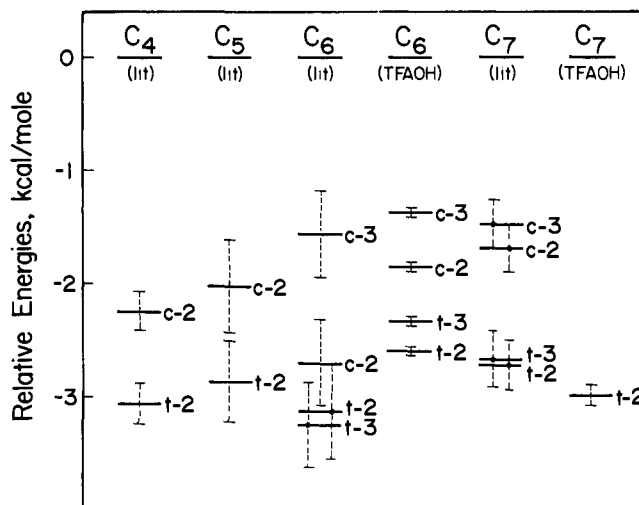 Relative Energies, kcal/mole
0
-1
-2
-3
C4 C5 C6 C6 C7 C7
(lit) (lit) (lit) (TFAOH) (lit) (TFAOH)
c-3 c-3 c-3
c-2
c-2 c-2 c-2
t-3
c-2 t-2 t-3
t-2
t-2 t-2 t-2 t-2
t-3